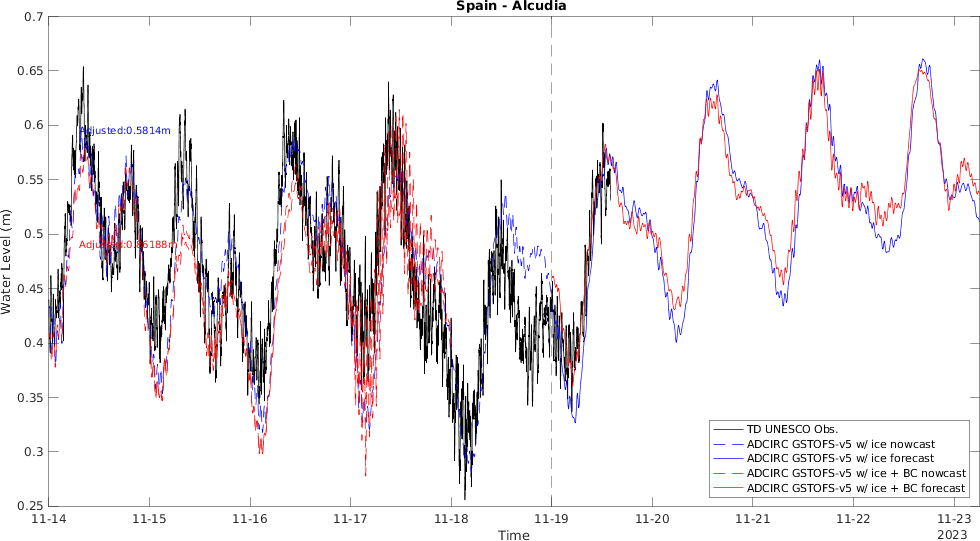 Spain - Alcudia
0.7
0.65
0.6
0.55
0.5
0.45
0.4
0.35
0.3
0.25
Water Level (m)
Adjusted:0.5814m
TD UNESCO Obs.
ADCIRC GSTOFS-v5 w/ ice nowcast
ADCIRC GSTOFS-v5 w/ ice forecast
ADCIRC GSTOFS-v5 w/ ice + BC nowcast
ADCIRC GSTOFS-v5 w/ ice + BC forecast
11-14 11-15 11-16 11-17 11-18 11-19 11-20 11-21 11-22 11-23
Time
2023